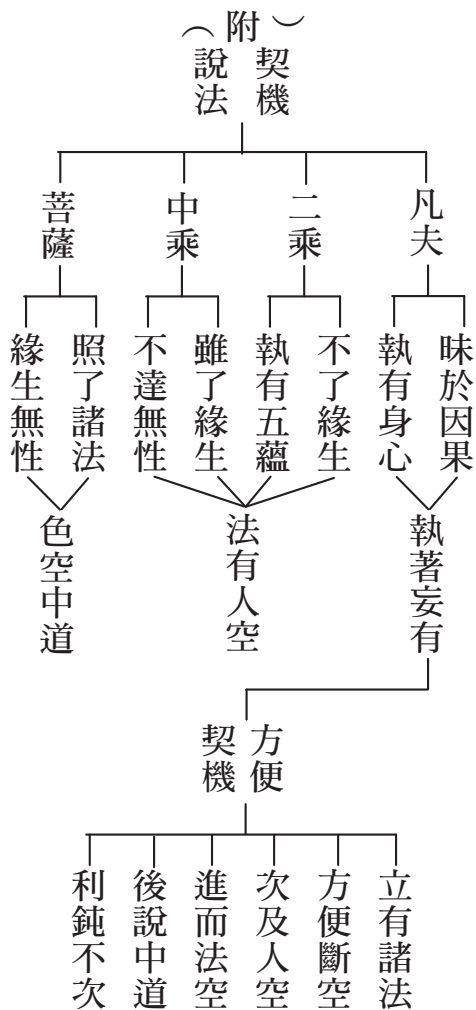 （附）
契機
說法
凡夫
二乘
中乘
菩薩
昧於因果
執有身心
不了緣生
執有五蘊
雖了緣生
不達無性
照了諸法
緣生無性
執著妄有
法有人空
色空中道
方便
契機
立有諸法
方便斷空
次及人空
進而法空
後說中道
利鈍不次